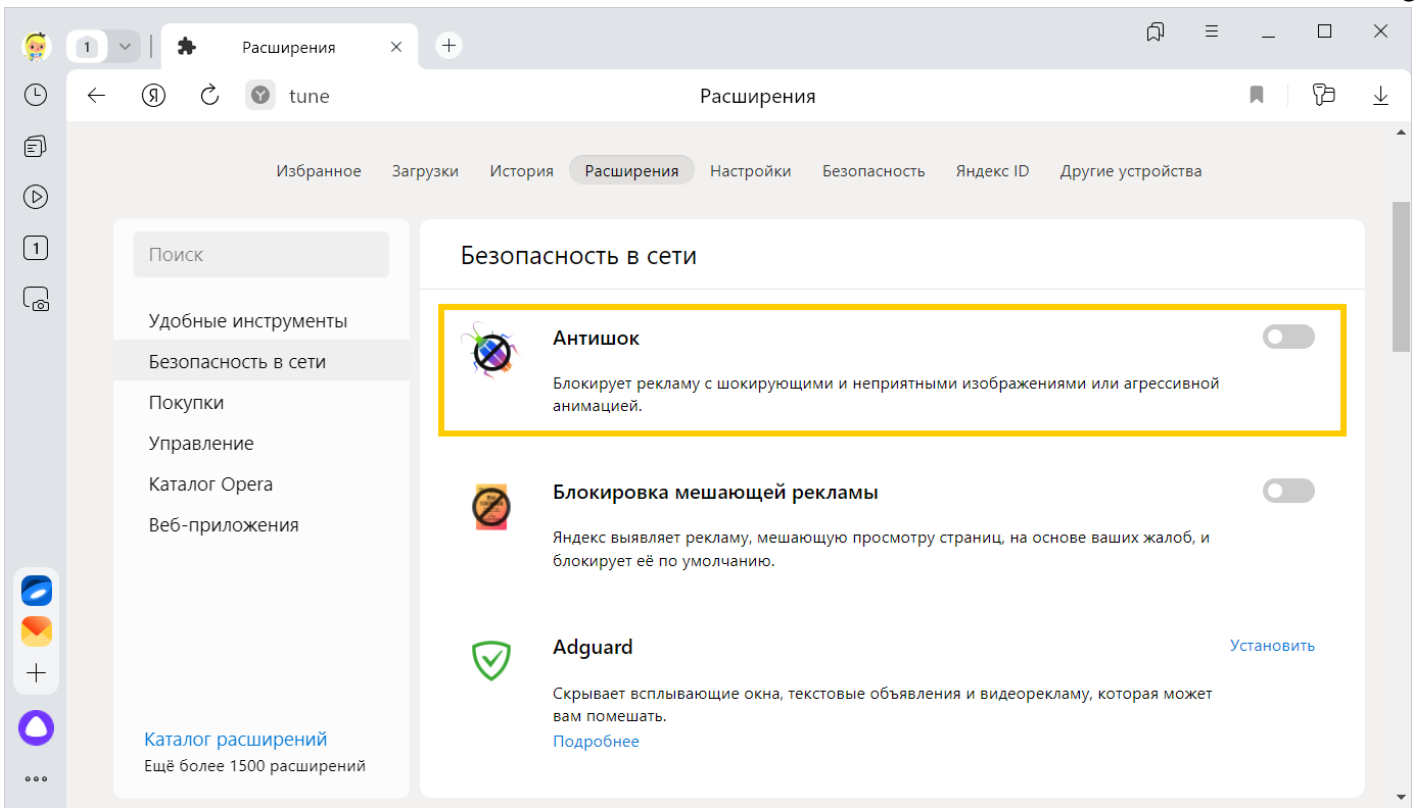 1
Расширения
Я
tune
Расширения
1
Избранное Загрузки История Расширения Настройки Безопасность Яндекс ID Другие устройства
Поиск
Удобные инструменты
Безопасность в сети
Покупки
Управление
Каталог Opera
Веб-приложения
Каталог расширений
Ещё более 1500 расширений
Безопасность в сети
Антишок
Блокирует рекламу с шокирующими и неприятными изображениями или агрессивной
анимацией.
Блокировка мешающей рекламы
Яндекс выявляет рекламу, мешающую просмотру страниц, на основе ваших жалоб, и
блокирует её по умолчанию.
Adguard
Установить
Скрывает всплывающие окна, текстовые объявления и видеорекламу, которая может
вам помешать.
Подробнее